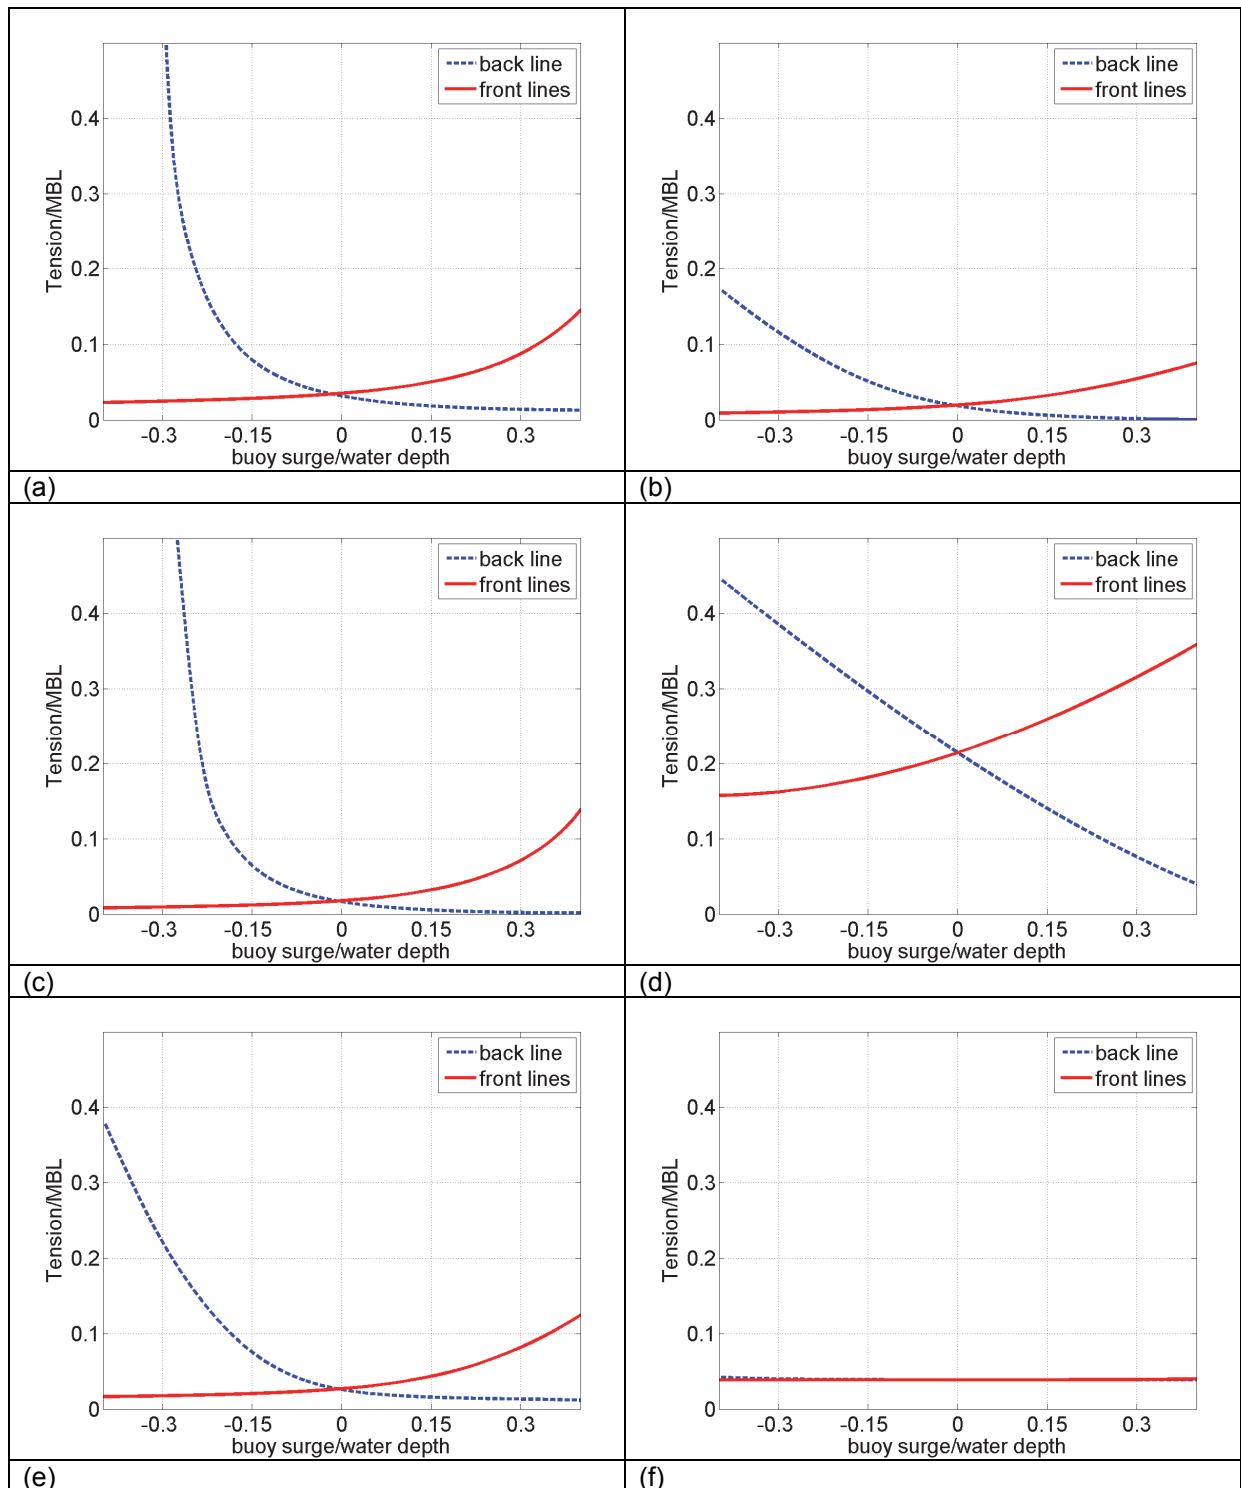 back line
front lines
0.4
0.3
0.2
0.1
0
Tension/MBL
-0.3 -0.15 0 0.15 0.3
buoy surge/water depth
(a)
back line
front lines
0.4
0.3
0.2
0.1
0
Tension/MBL
-0.3 -0.15 0 0.15 0.3
buoy surge/water depth
(b)
back line
front lines
0.4
0.3
0.2
0.1
0
Tension/MBL
-0.3 -0.15 0 0.15 0.3
buoy surge/water depth
(c)
back line
front lines
0.4
0.3
0.2
0.1
0
Tension/MBL
-0.3 -0.15 0 0.15 0.3
buoy surge/water depth
(d)
back line
front lines
0.4
0.3
0.2
0.1
0
Tension/MBL
-0.3 -0.15 0 0.15 0.3
buoy surge/water depth
(e)
back line
front lines
0.4
0.3
0.2
0.1
0
Tension/MBL
-0.3 -0.15 0 0.15 0.3
buoy surge/water depth
(f)